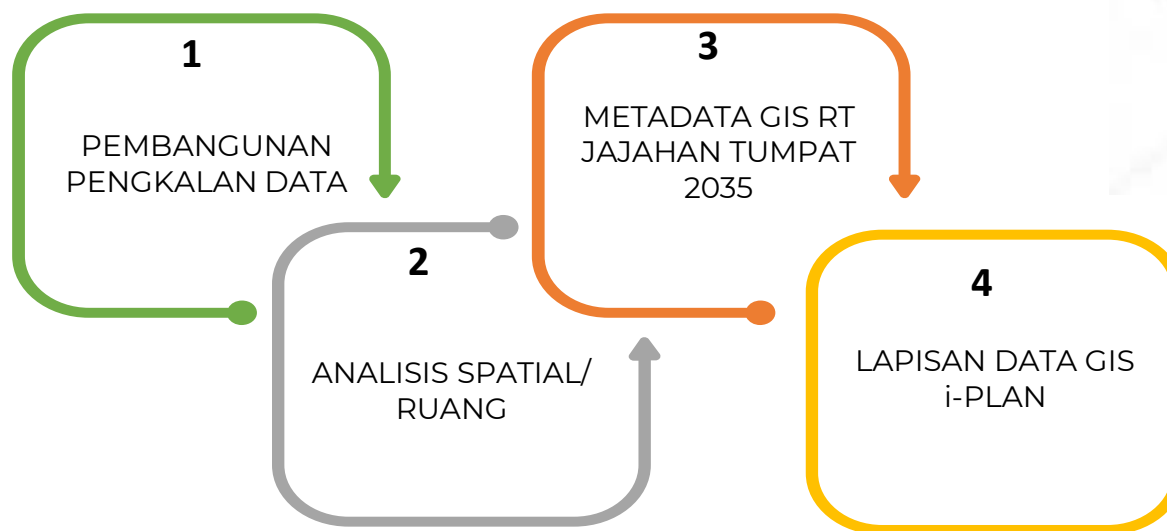 1
PEMBANGUNAN
PENGKALAN DATA
2
ANALISIS SPATIAL/
RUANG
3
METADATA GIS RT
JAJAHAN TUMPAT
2035
4
LAPISAN DATA GIS
i-PLAN